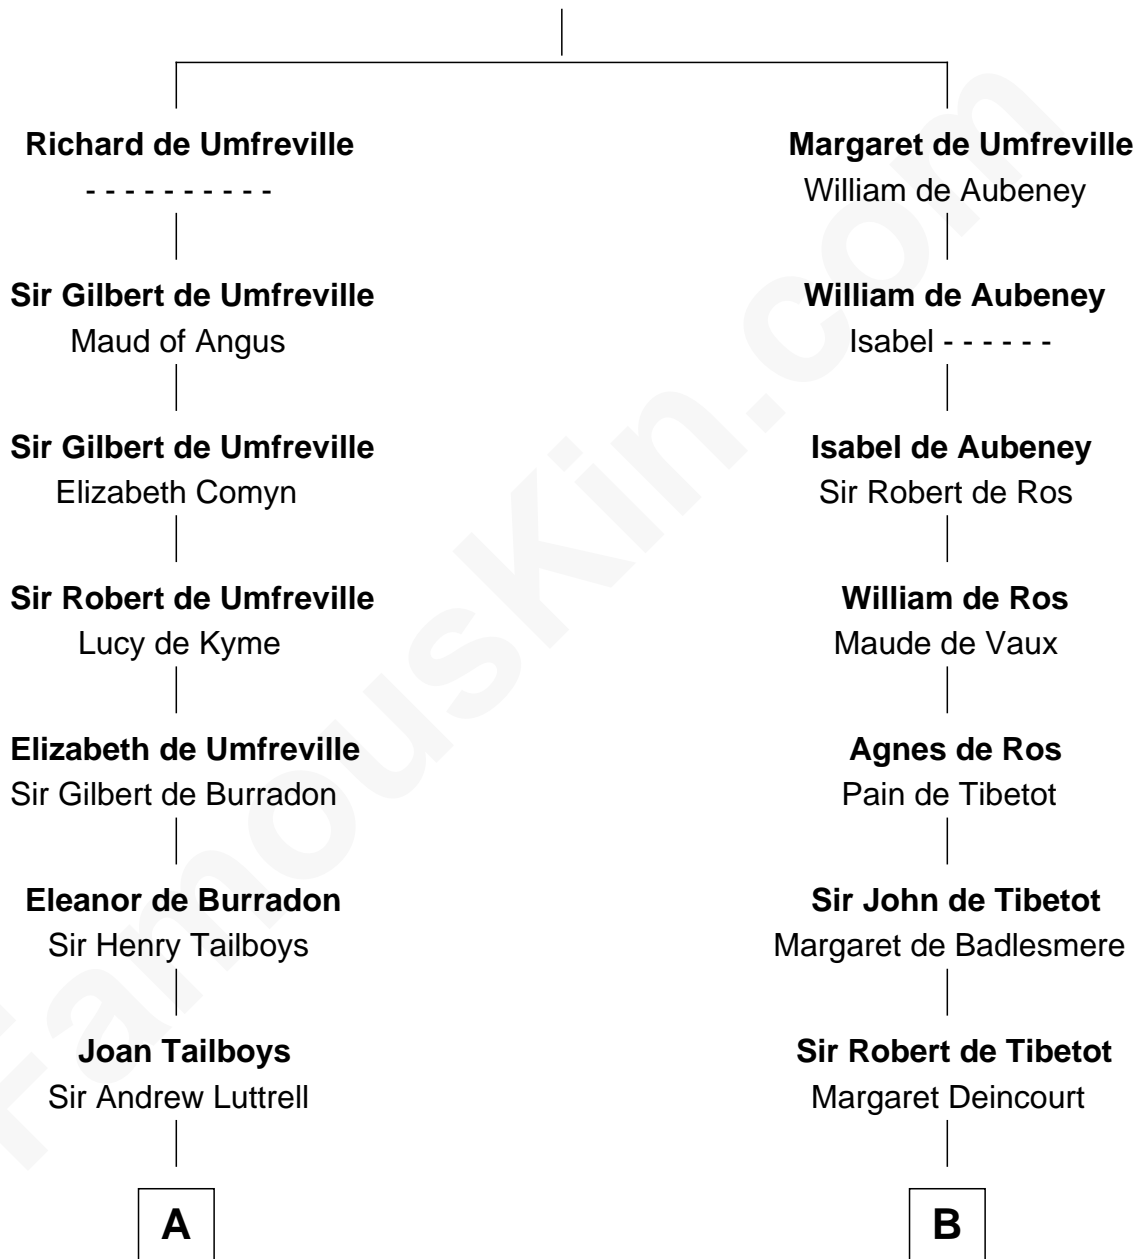 Richard de Umfreville
- - - - - - - - - -
Sir Gilbert de Umfreville
Maud of Angus
Sir Gilbert de Umfreville
Elizabeth Comyn
Sir Robert de Umfreville
Lucy de Kyme
Elizabeth de Umfreville
Sir Gilbert de Burradon
Eleanor de Burradon
Sir Henry Tailboys
Joan Tailboys
Sir Andrew Luttrell
A
Margaret de Umfreville
William de Aubeney
William de Aubeney
Isabel - - - - - -
Isabel de Aubeney
Sir Robert de Ros
William de Ros
Maude de Vaux
Agnes de Ros
Pain de Tibetot
Sir John de Tibetot
Margaret de Badlesmere
Sir Robert de Tibetot
Margaret Deincourt
B
FamousKin.com